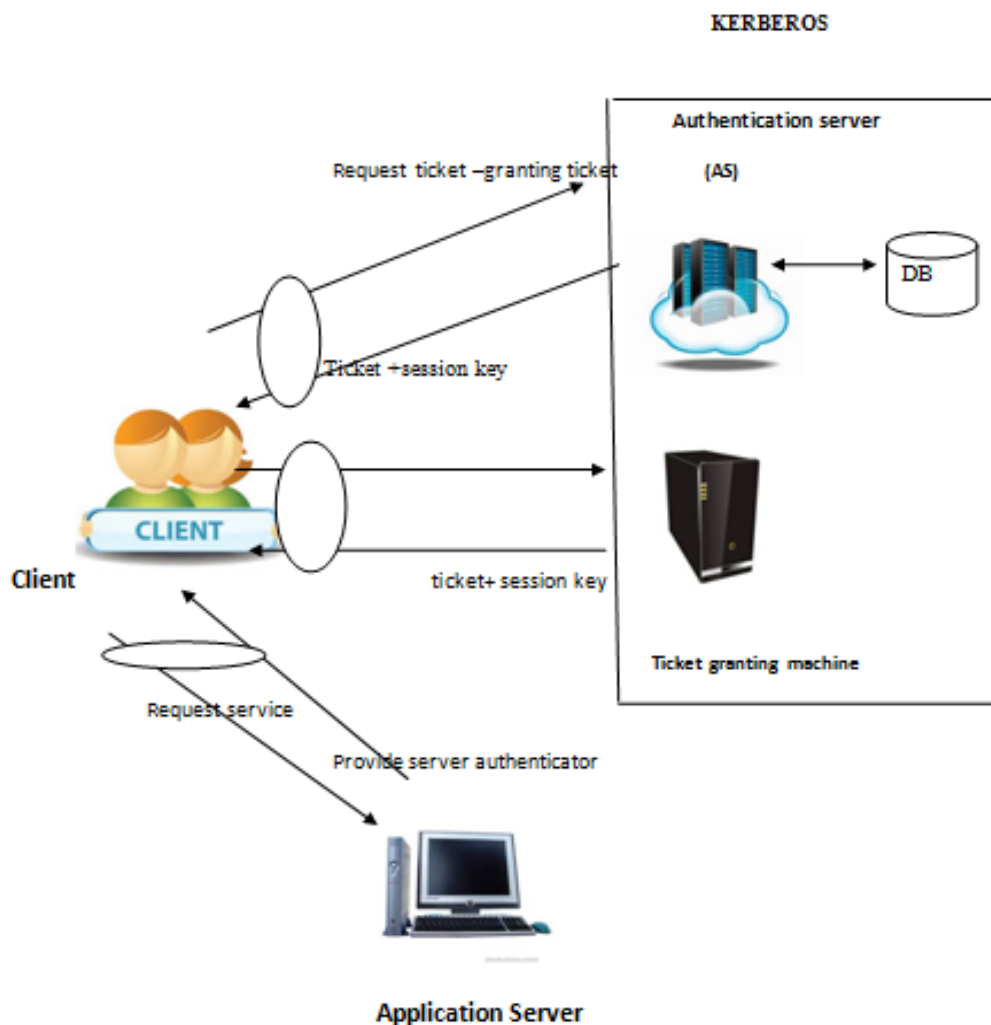 KERBEROS
Authentication server
Request ticket –granting ticket
(AS)
DB
Ticket +session key
CLIENT
Client
ticket+ session key
Ticket granting machine
Request service
Provide server authenticator
Application Server